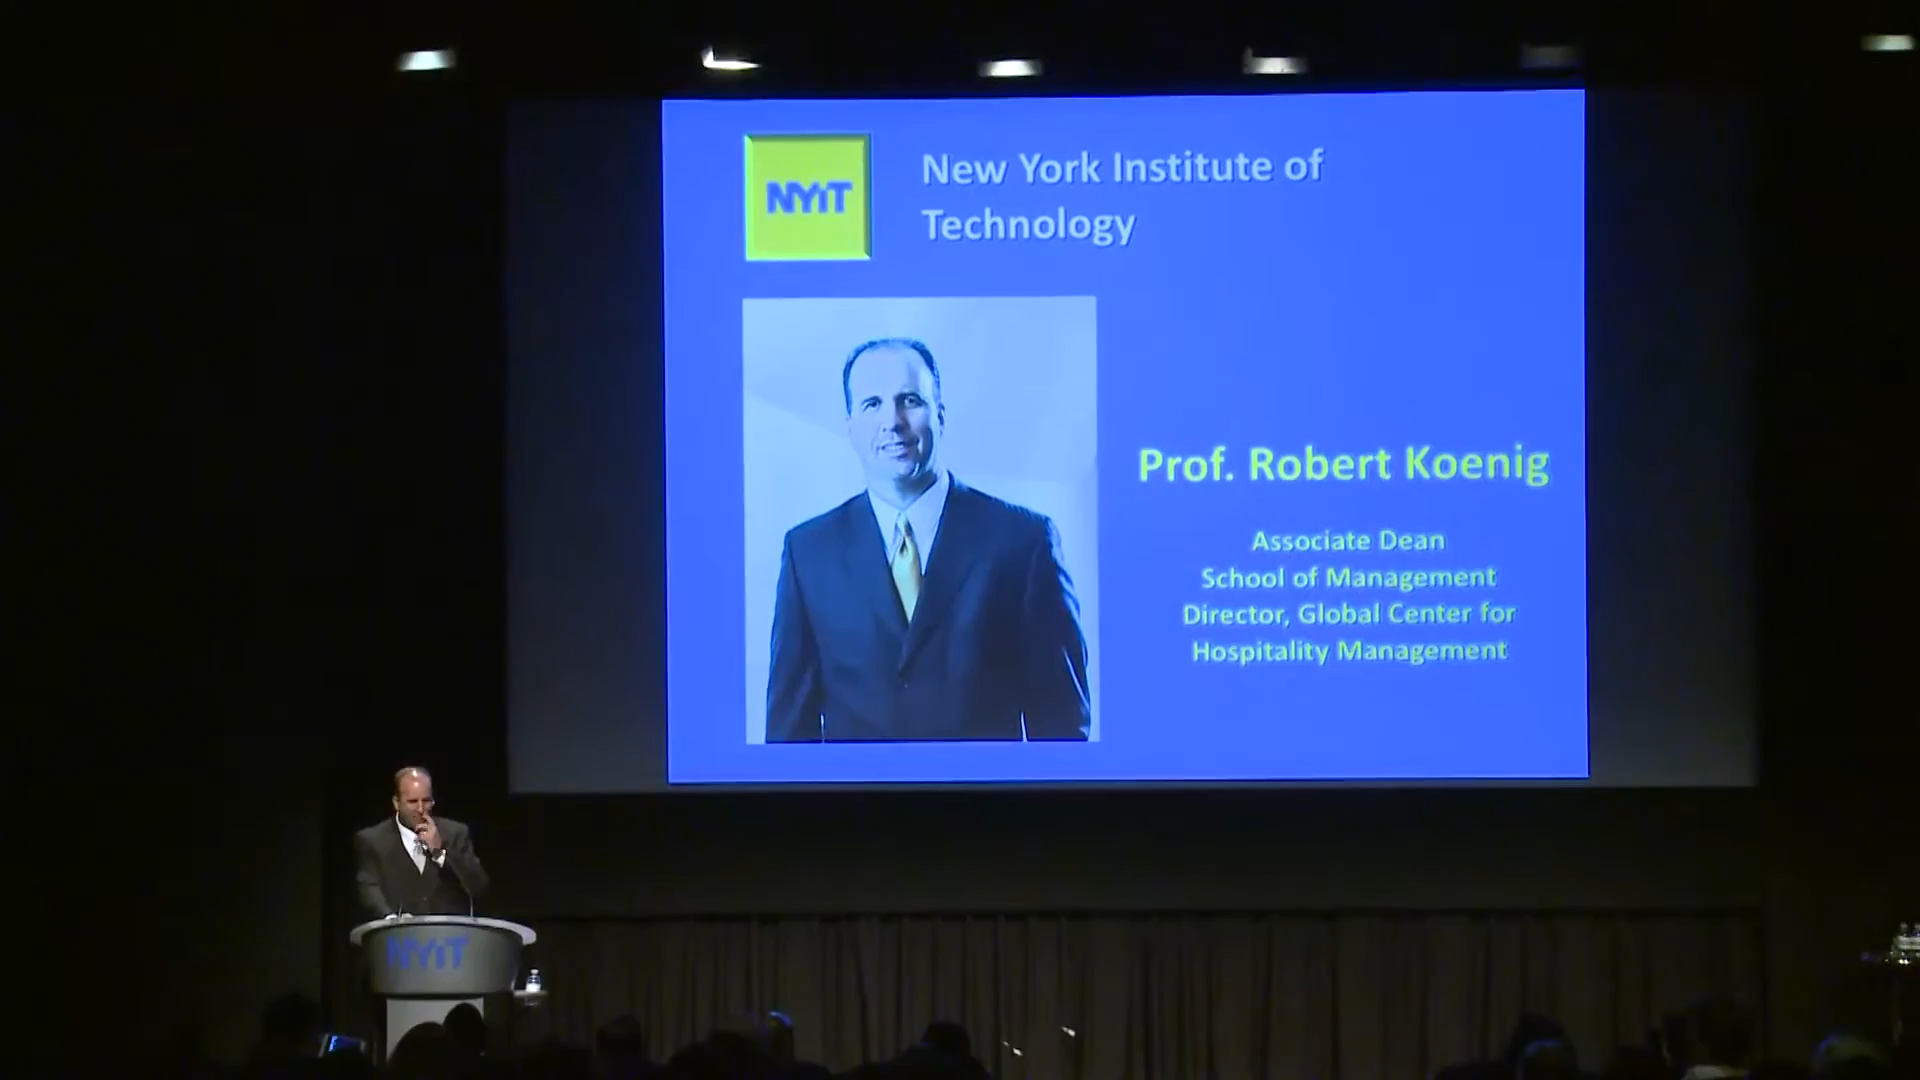 NYiT
New York Institute of
Technology
Prof. Robert Koenig
Associate Dean
School of Management
Director, Global Center for
Hospitality Management
NYiT